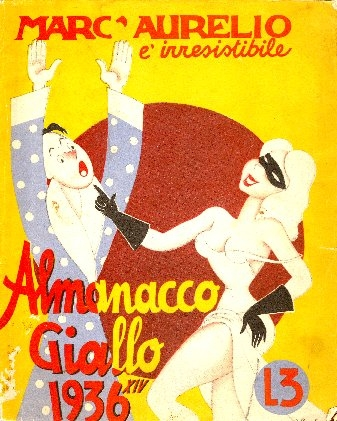 MARC' AURELIO
e' irresistibile
Almanacco
Giallo
1936 XIV
L3